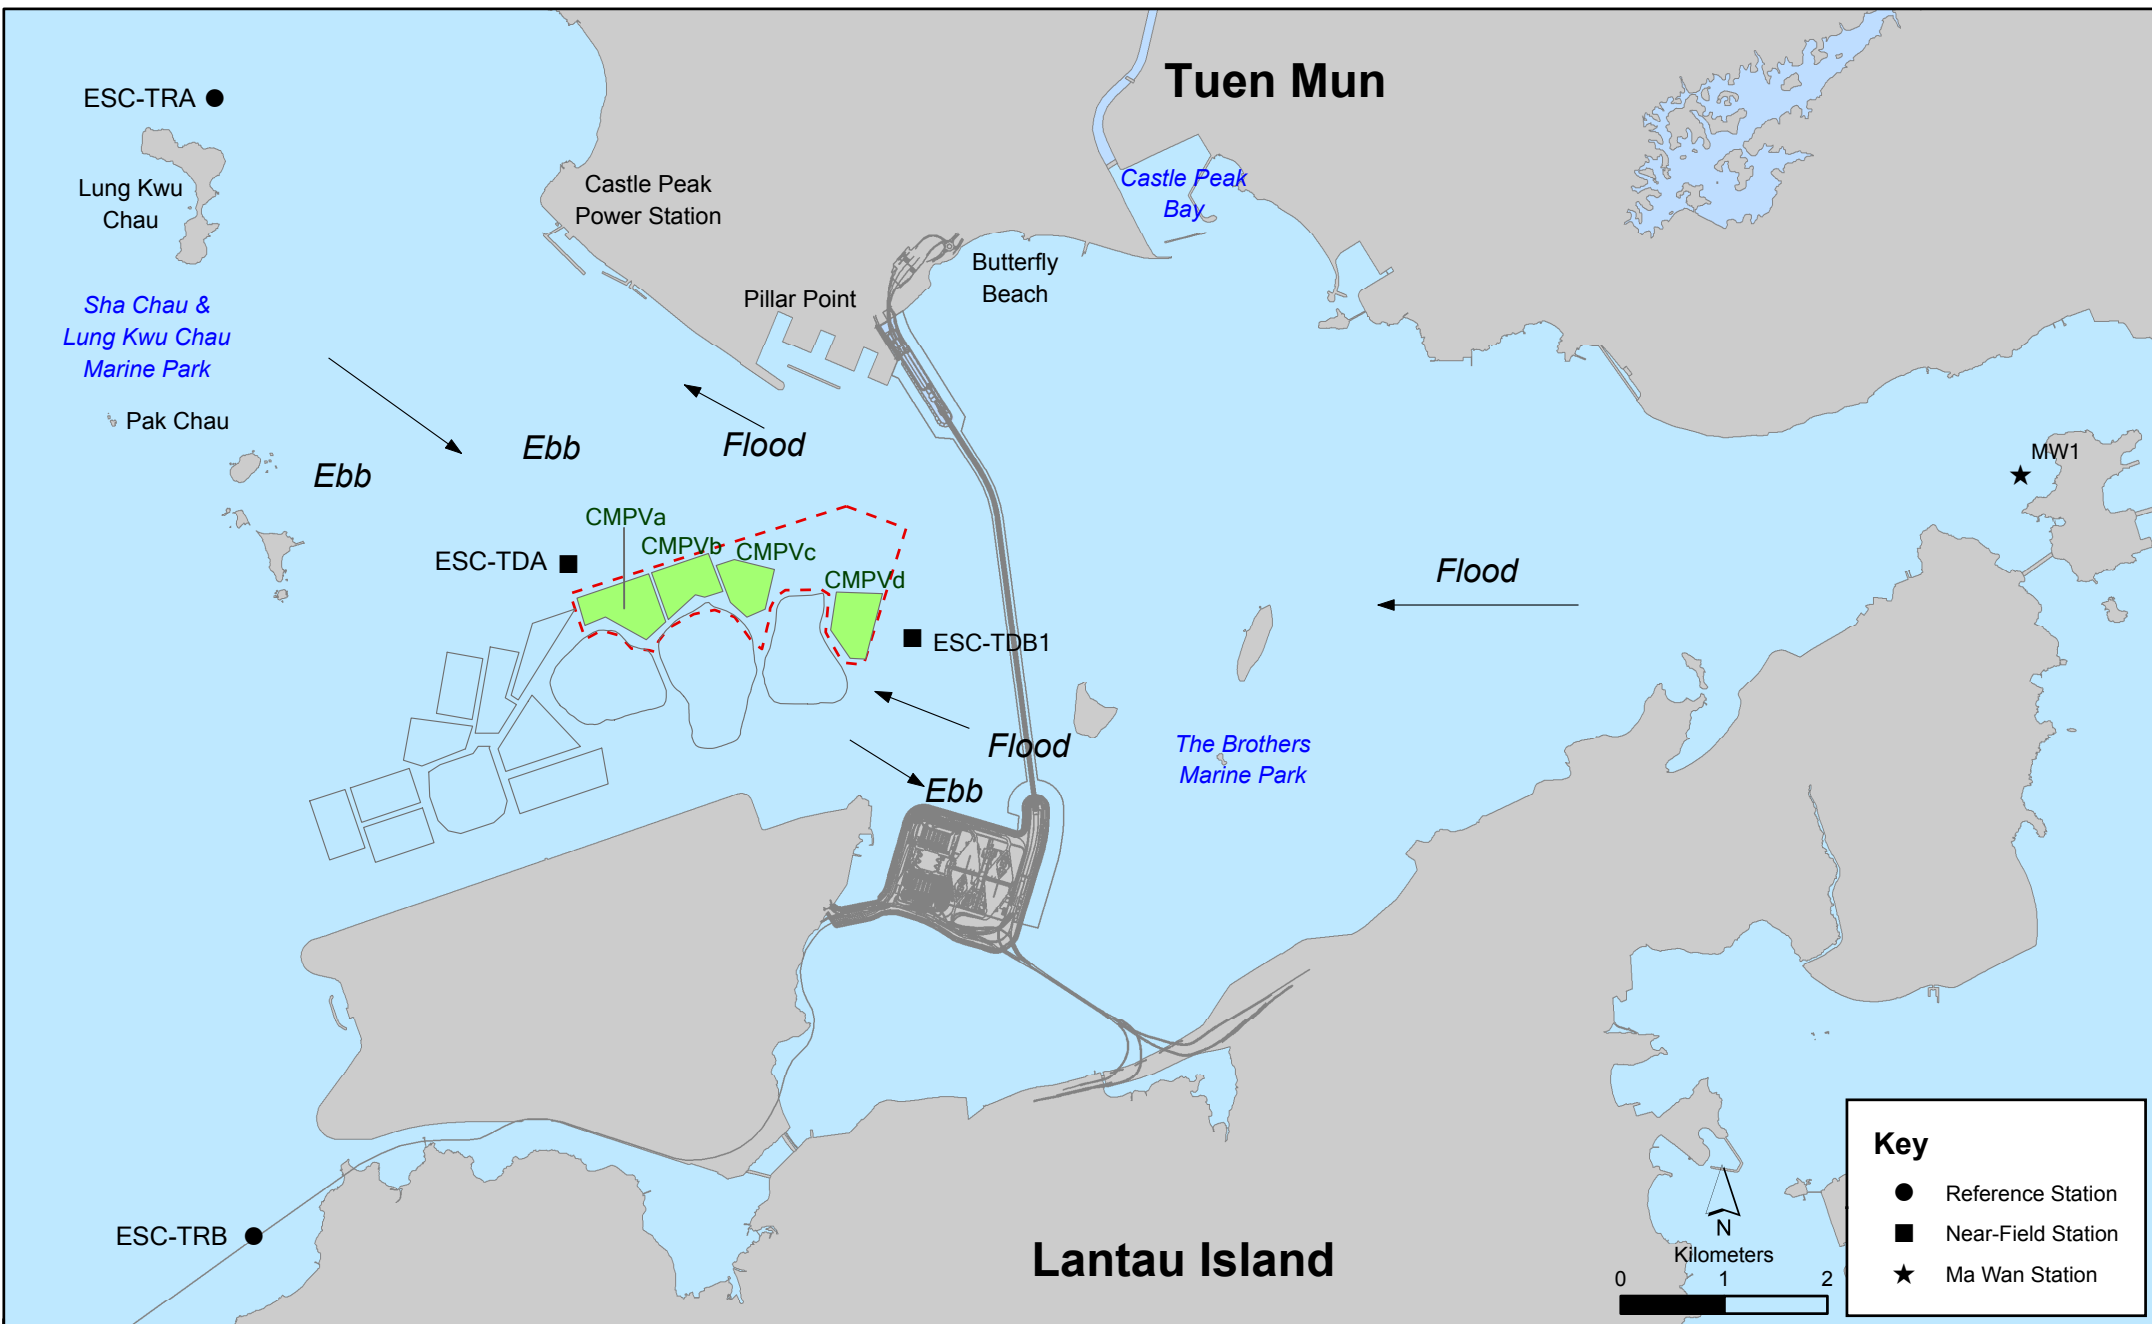 Tuen Mun
ESC-TRA
Lung Kwu
Chau
Castle Peak
Power Station
Castle Peak
Bay
Butterfly
Beach
Pillar Point
Sha Chau &
Lung Kwu Chau
Marine Park
Pak Chau
Ebb
Ebb
Flood
MW1
CMPVa
CMPVb
CMPVc
CMPVd
ESC-TDA
ESC-TDB1
Flood
Flood
Ebb
The Brothers
Marine Park
ESC-TRB
Lantau Island
N
Kilometers
0 1 2
Key
Reference Station
Near-Field Station
Ma Wan Station